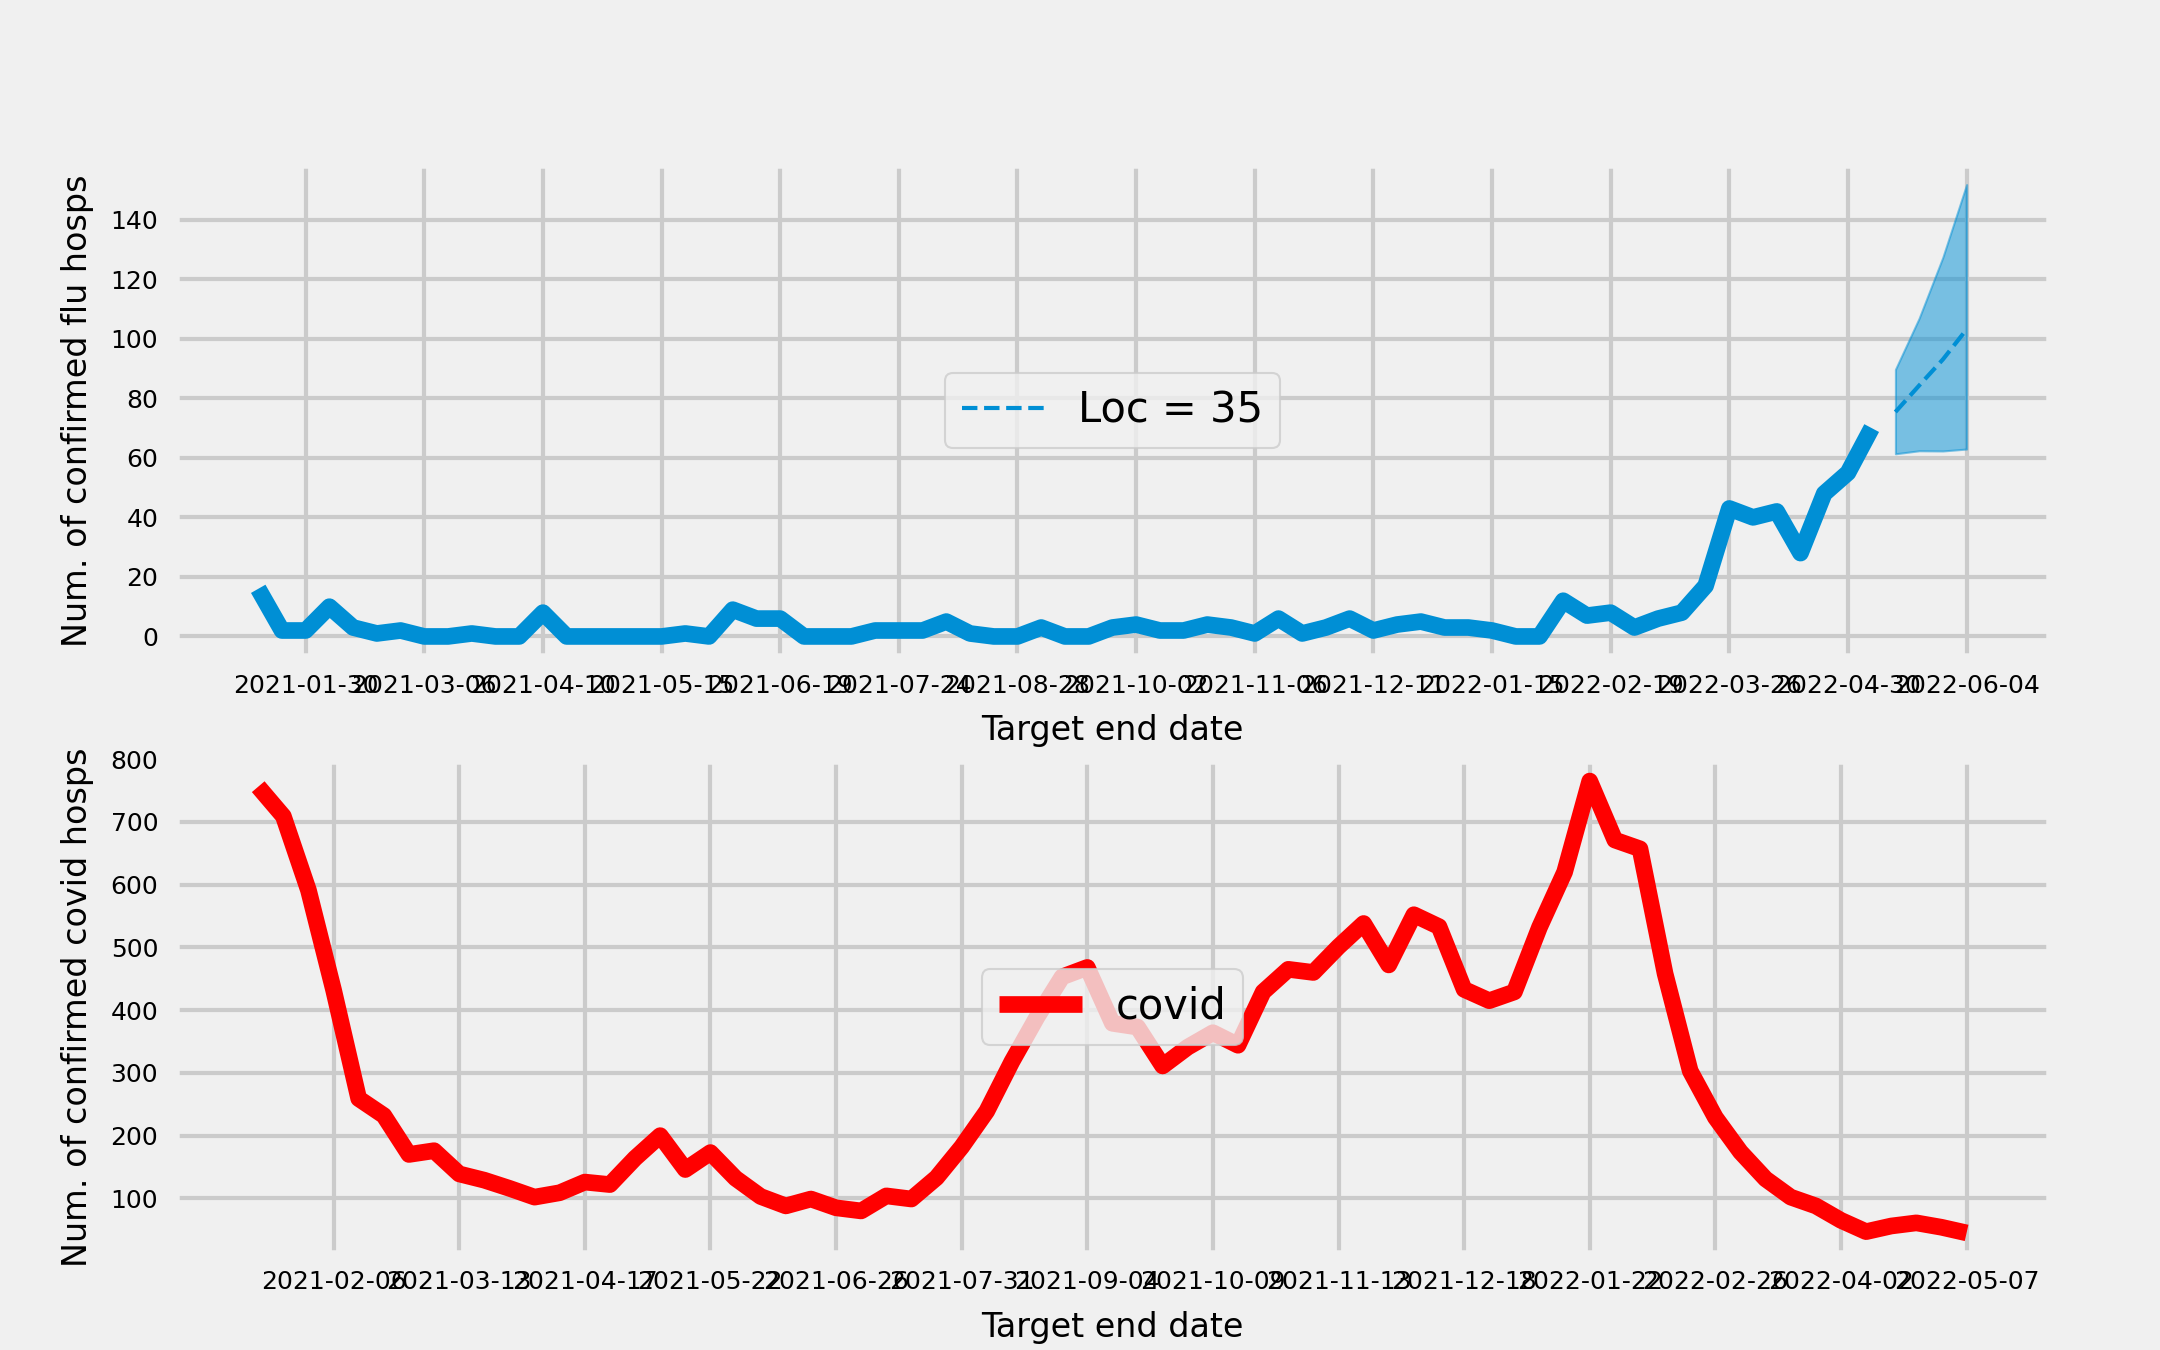 Num. of confirmed flu hosps
140
120
100
80
60
40
20
0
Loc = 35
2021-01-30 2021-03-06 2021-04-10 2021-05-15 2021-06-19 2021-07-24 2021-08-28 2021-10-02 2021-11-06 2021-12-11 2022-01-15 2022-02-19 2022-03-26 2022-04-30 2022-06-04
Target end date
Num. of confirmed covid hosps
800
700
600
500
400
300
200
100
covid
2021-02-06 2021-03-13 2021-04-17 2021-05-22 2021-06-26 2021-07-31 2021-09-04 2021-10-09 2021-11-13 2021-12-18 2022-01-22 2022-02-26 2022-04-02 2022-05-07
Target end date